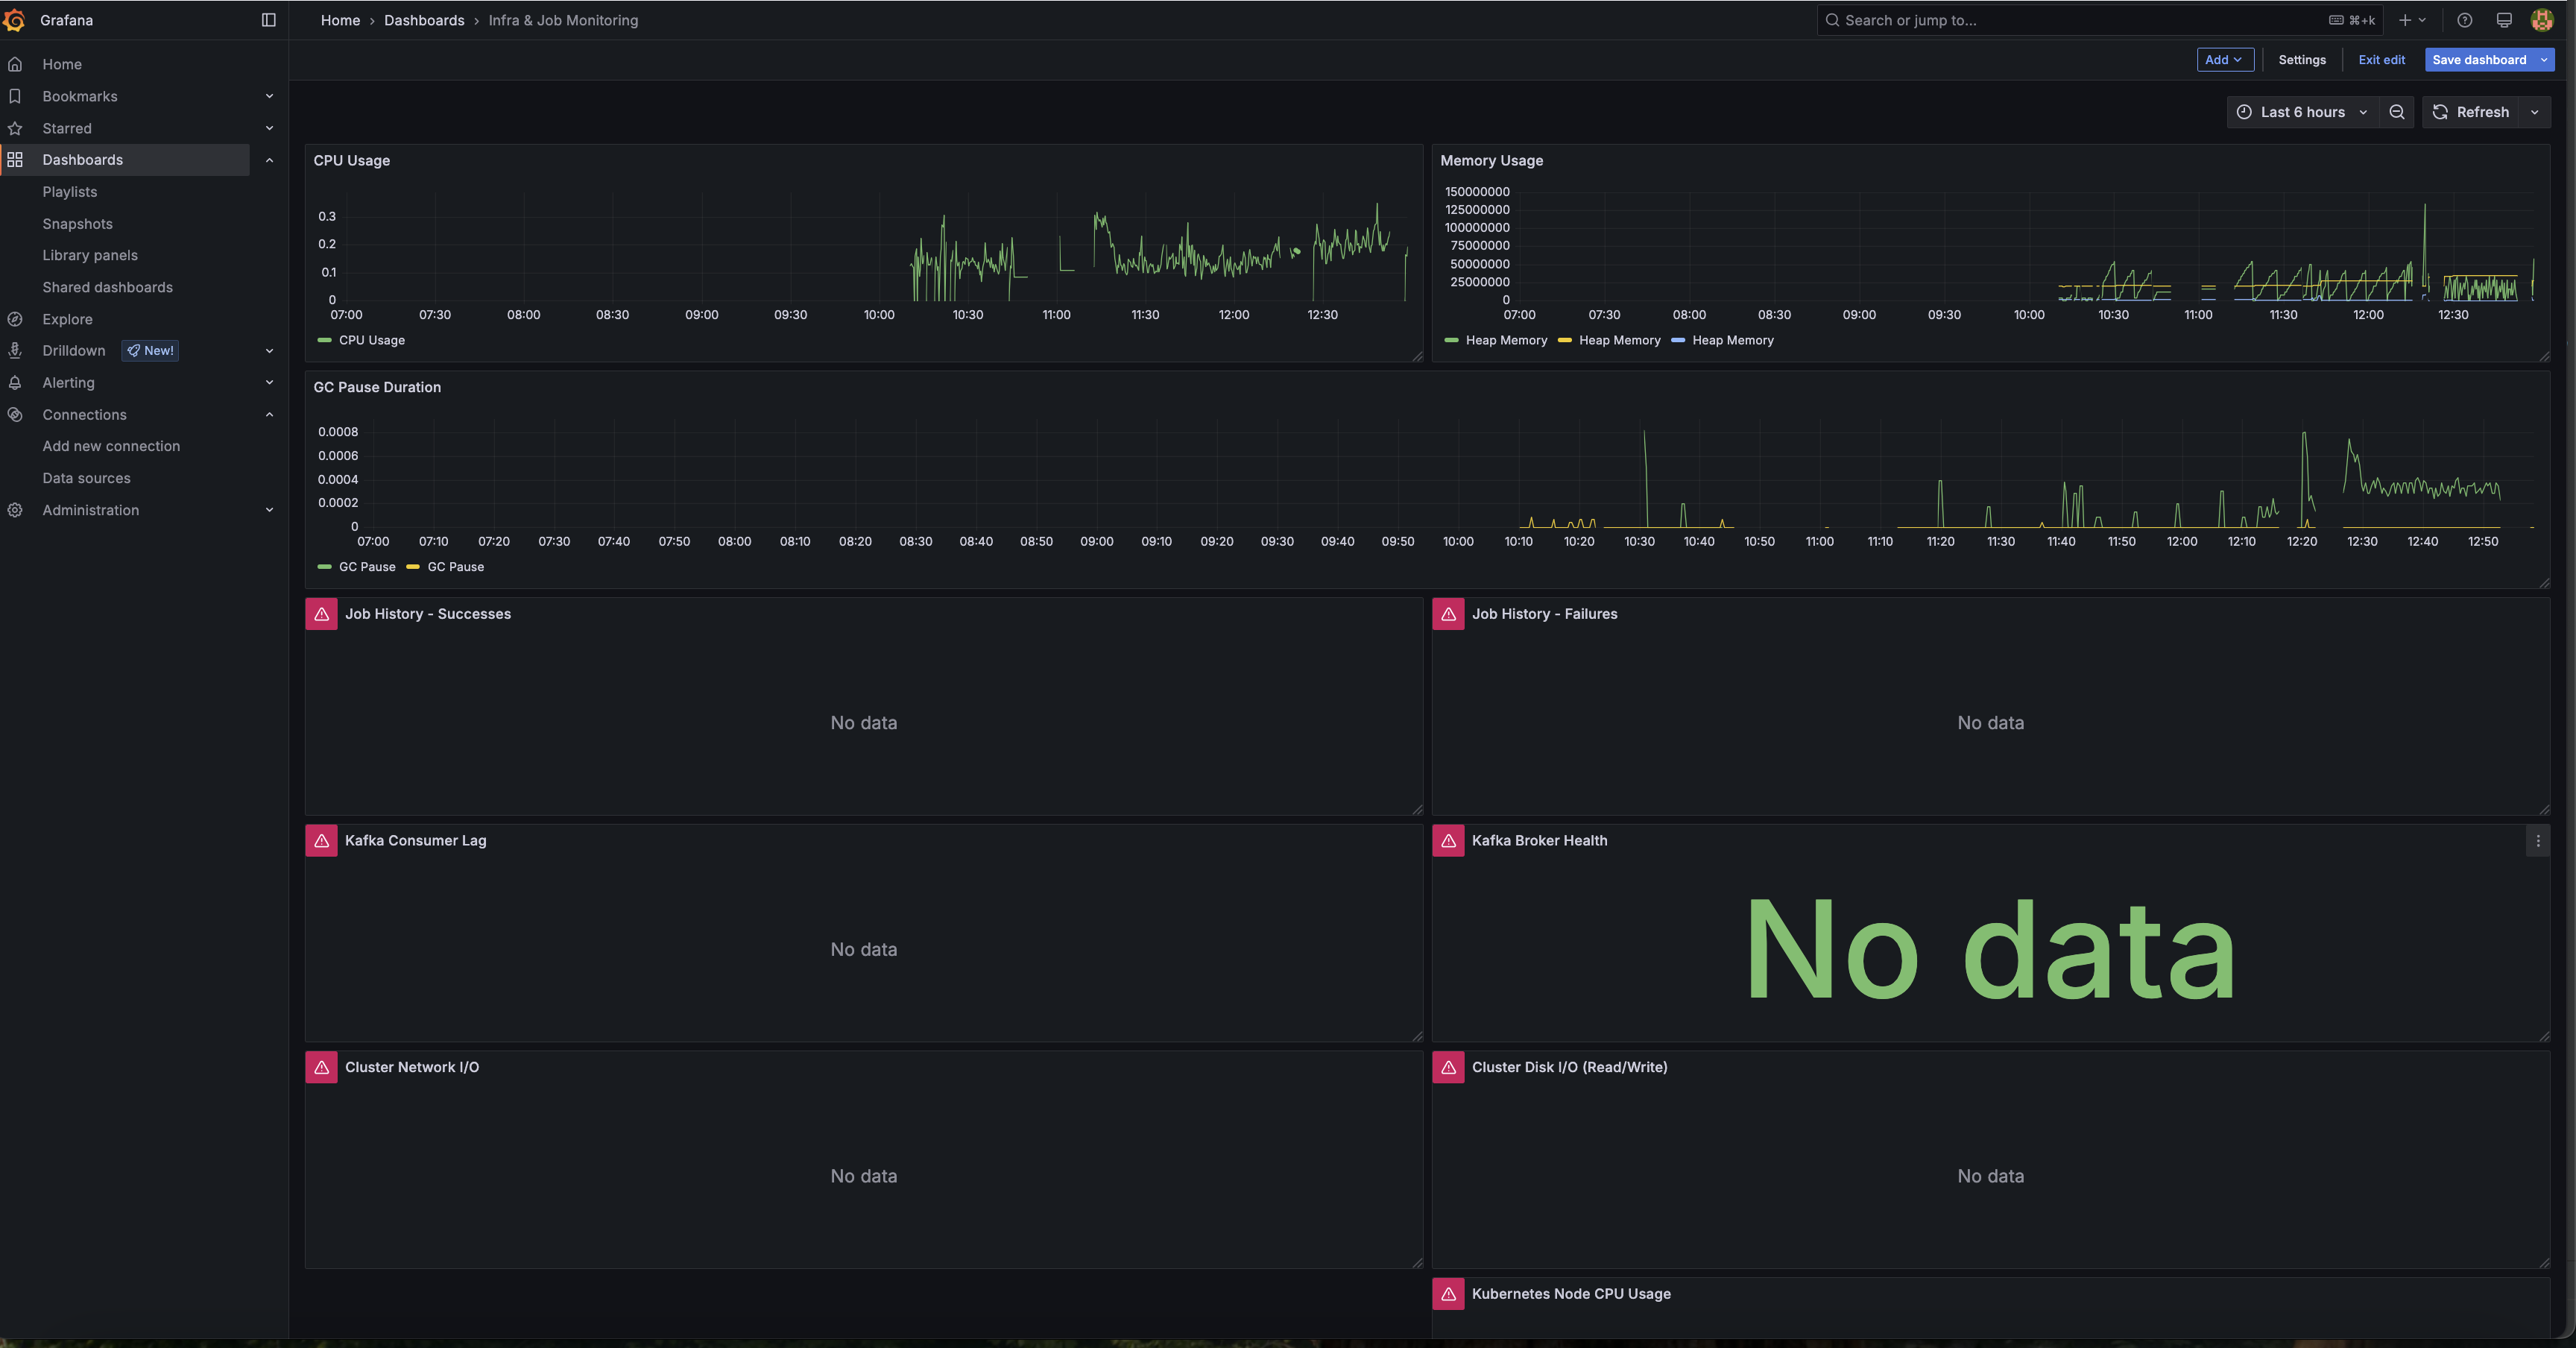 Grafana
Home › Dashboards › Infra & Job Monitoring
Search or jump to...
⌘+k
Home
Bookmarks
Starred
Dashboards
Playlists
Snapshots
Library panels
Shared dashboards
Explore
Drilldown New!
Alerting
Connections
Add new connection
Data sources
Administration
Add
Settings
Exit edit
Save dashboard
Last 6 hours
Refresh
CPU Usage
0.3
0.2
0.1
0
07:00 07:30 08:00 08:30 09:00 09:30 10:00 10:30 11:00 11:30 12:00 12:30
CPU Usage
Memory Usage
150000000
125000000
100000000
75000000
50000000
25000000
0
07:00 07:30 08:00 08:30 09:00 09:30 10:00 10:30 11:00 11:30 12:00 12:30
Heap Memory Heap Memory Heap Memory
GC Pause Duration
0.0008
0.0006
0.0004
0.0002
0
07:00 07:10 07:20 07:30 07:40 07:50 08:00 08:10 08:20 08:30 08:40 08:50 09:00 09:10 09:20 09:30 09:40 09:50 10:00 10:10 10:20 10:30 10:40 10:50 11:00 11:10 11:20 11:30 11:40 11:50 12:00 12:10 12:20 12:30 12:40 12:50
GC Pause GC Pause
Job History - Successes
No data
Job History - Failures
No data
Kafka Consumer Lag
No data
Kafka Broker Health
No data
Cluster Network I/O
No data
Cluster Disk I/O (Read/Write)
No data
Kubernetes Node CPU Usage